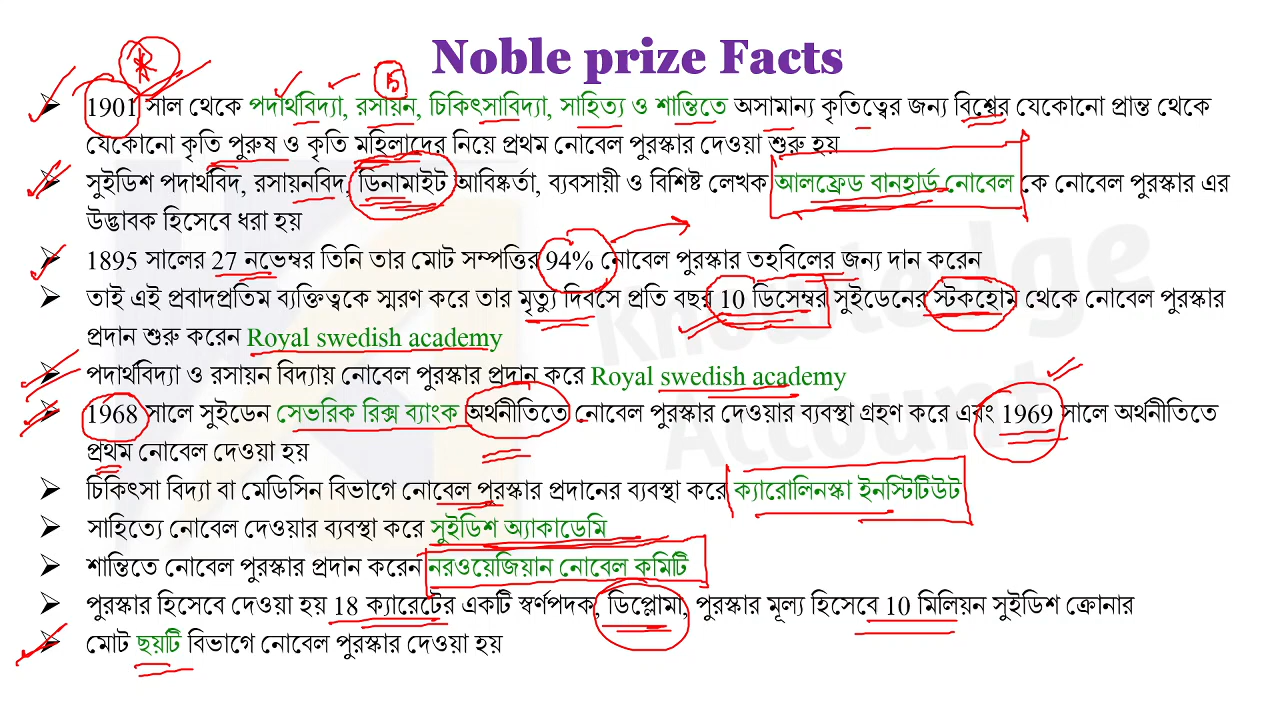 Noble prize Facts
5
➢ 1901 সাল থেকে পদার্থবিদ্যা, রসায়ন, চিকিৎসাবিদ্যা, সাহিত্য ও শান্তিতে অসামান্য কৃতিত্বের জন্য বিশ্বের যেকোনো প্রান্ত থেকে
যেকোনো কৃতি পুরুষ ও কৃতি মহিলাদের নিয়ে প্রথম নোবেল পুরস্কার দেওয়া শুরু হয়
➢ সুইডিশ পদার্থবিদ, রসায়নবিদ, ডিনামাইট আবিষ্কর্তা, ব্যবসায়ী ও বিশিষ্ট লেখক আলফ্রেড বানহার্ড নোবেল কে নোবেল পুরস্কার এর
উদ্ভাবক হিসেবে ধরা হয়
➢ 1895 সালের 27 নভেম্বর তিনি তার মোট সম্পত্তির 94% নোবেল পুরস্কার তহবিলের জন্য দান করেন
➢ তাই এই প্রবাদপ্রতিম ব্যক্তিত্বকে স্মরণ করে তার মৃত্যু দিবসে প্রতি বছর 10 ডিসেম্বর সুইডেনের স্টকহোম থেকে নোবেল পুরস্কার
প্রদান শুরু করেন Royal swedish academy
➢ পদার্থবিদ্যা ও রসায়ন বিদ্যায় নোবেল পুরস্কার প্রদান করে Royal swedish academy
➢ 1968 সালে সুইডেন সেভরিক রিক্স ব্যাংক অর্থনীতিতে নোবেল পুরস্কার দেওয়ার ব্যবস্থা গ্রহণ করে এবং 1969 সালে অর্থনীতিতে
প্রথম নোবেল দেওয়া হয়
➢ চিকিৎসা বিদ্যা বা মেডিসিন বিভাগে নোবেল পুরস্কার প্রদানের ব্যবস্থা করে ক্যারোলিনস্কা ইনস্টিটিউট
➢ সাহিত্যে নোবেল দেওয়ার ব্যবস্থা করে সুইডিশ অ্যাকাডেমি
➢ শান্তিতে নোবেল পুরস্কার প্রদান করেন নরওয়েজিয়ান নোবেল কমিটি
➢ পুরস্কার হিসেবে দেওয়া হয় 18 ক্যারেটের একটি স্বর্ণপদক, ডিপ্লোমা, পুরস্কার মূল্য হিসেবে 10 মিলিয়ন সুইডিশ ক্রোনার
➢ মোট ছয়টি বিভাগে নোবেল পুরস্কার দেওয়া হয়
Knowledge
Account